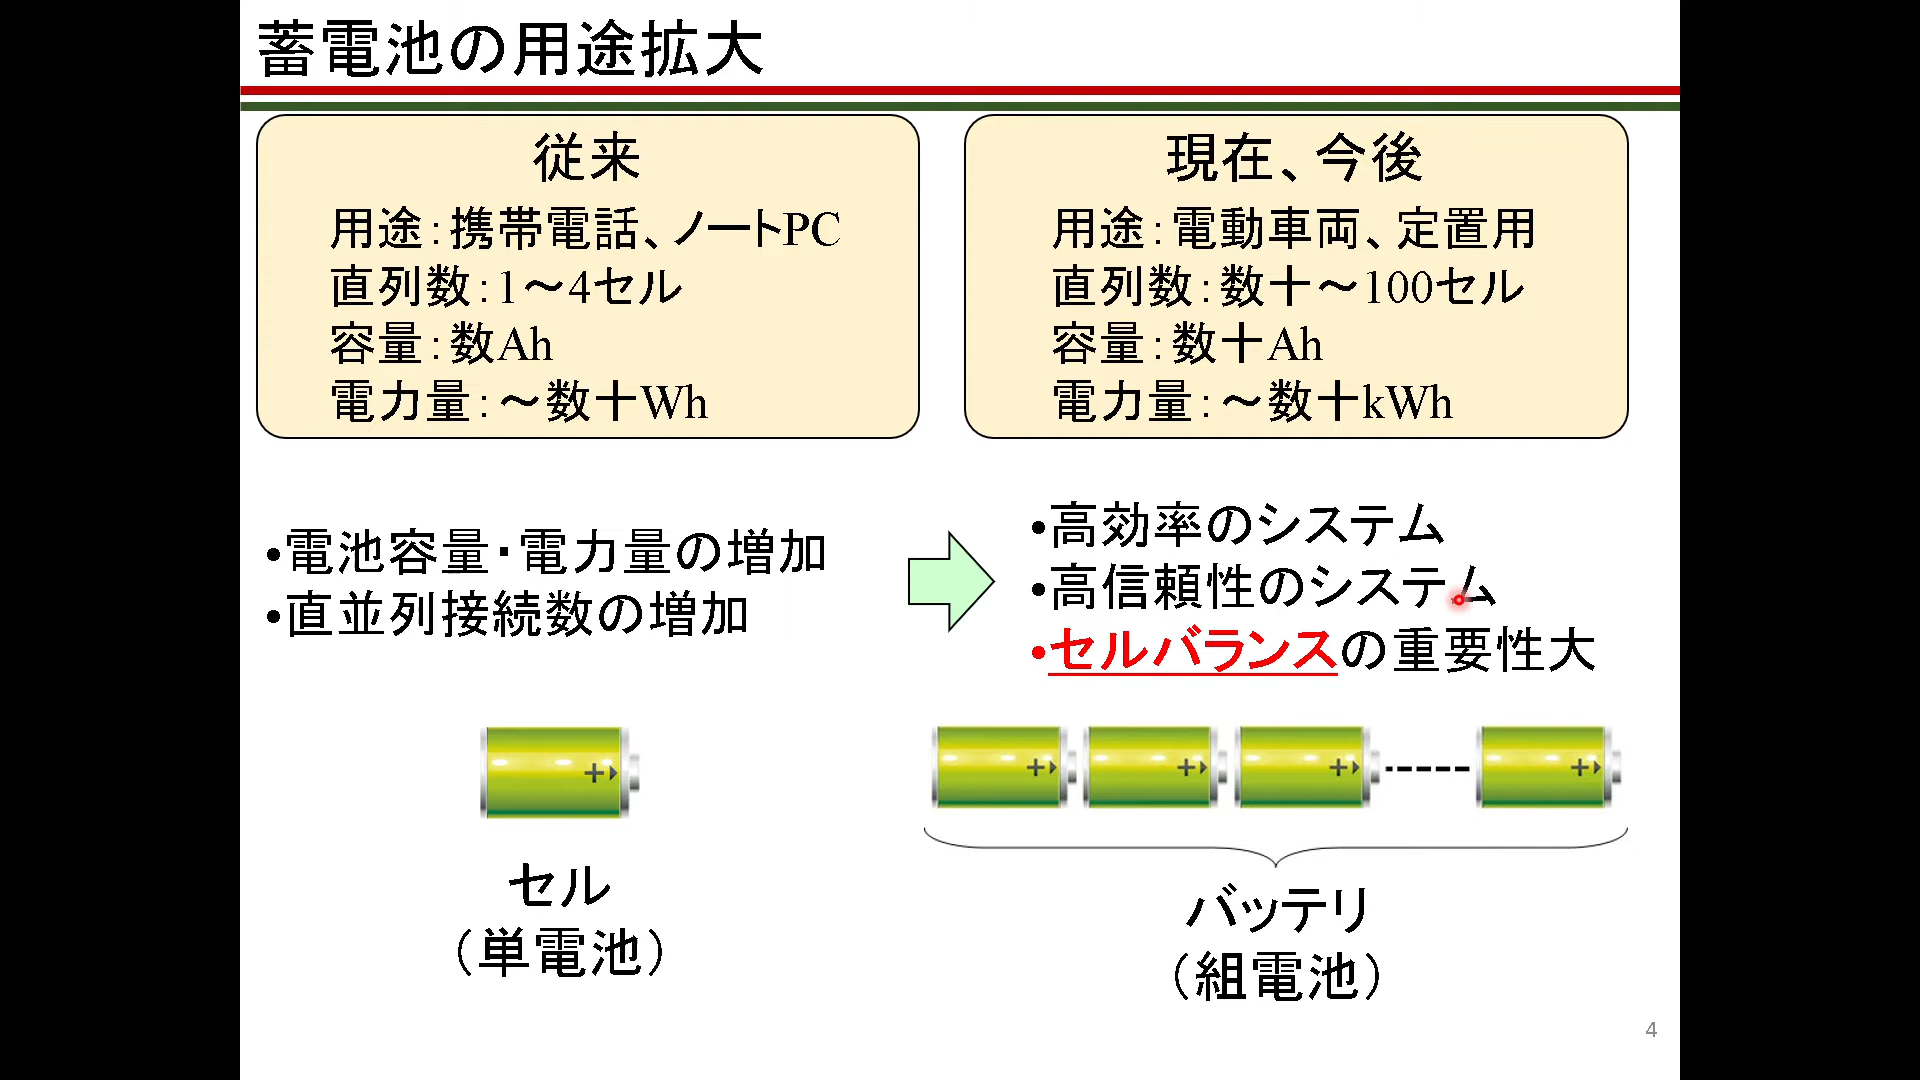 蓄電池の用途拡大
従来
用途：携帯電話、ノートPC
直列数：1～4セル
容量：数Ah
電力量：～数十Wh
現在、今後
用途：電動車両、定置用
直列数：数十～100セル
容量：数十Ah
電力量：～数十kWh
•電池容量・電力量の増加
•直並列接続数の増加
•高効率のシステム
•高信頼性のシステム
•セルバランスの重要性大
セル
（単電池）
バッテリ
（組電池）
4